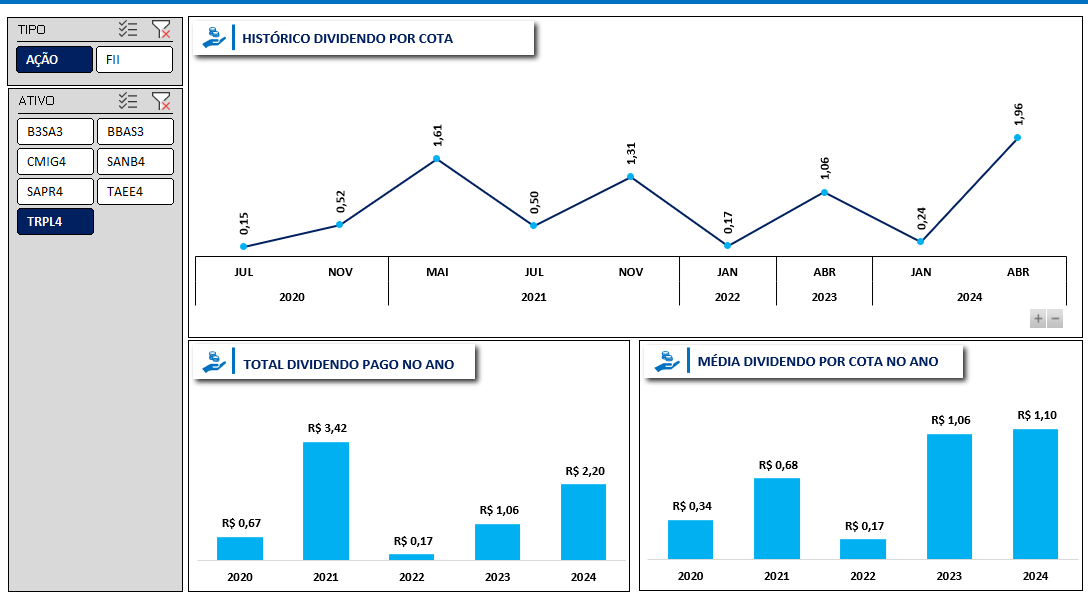 TIPO
AÇÃO FII
ATIVO
B3SA3 BBAS3
CMIG4 SANB4
SAPR4 TAEE4
TRPL4
HISTÓRICO DIVIDENDO POR COTA
0,15 0,52 1,61 0,50 1,31 0,17 1,06 0,24 1,96
JUL NOV MAI JUL NOV JAN ABR JAN ABR
2020 2021 2022 2023 2024
+ −
TOTAL DIVIDENDO PAGO NO ANO
R$ 0,67 R$ 3,42 R$ 0,17 R$ 1,06 R$ 2,20
2020 2021 2022 2023 2024
MÉDIA DIVIDENDO POR COTA NO ANO
R$ 0,34 R$ 0,68 R$ 0,17 R$ 1,06 R$ 1,10
2020 2021 2022 2023 2024